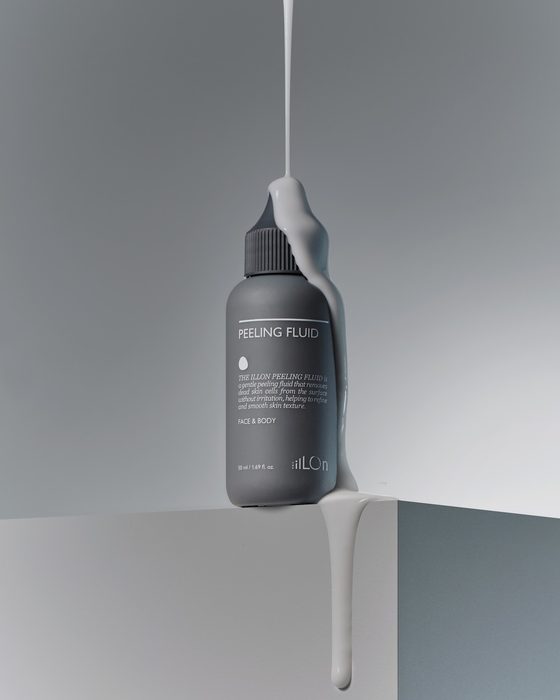 PEELING FLUID
THE ILLON PEELING FLUID is
a gentle peeling fluid that removes
dead skin cells from the surface
without irritation, helping to refine
and smooth skin texture.
FACE & BODY
50 ml / 1.69 fl. oz.
illOn